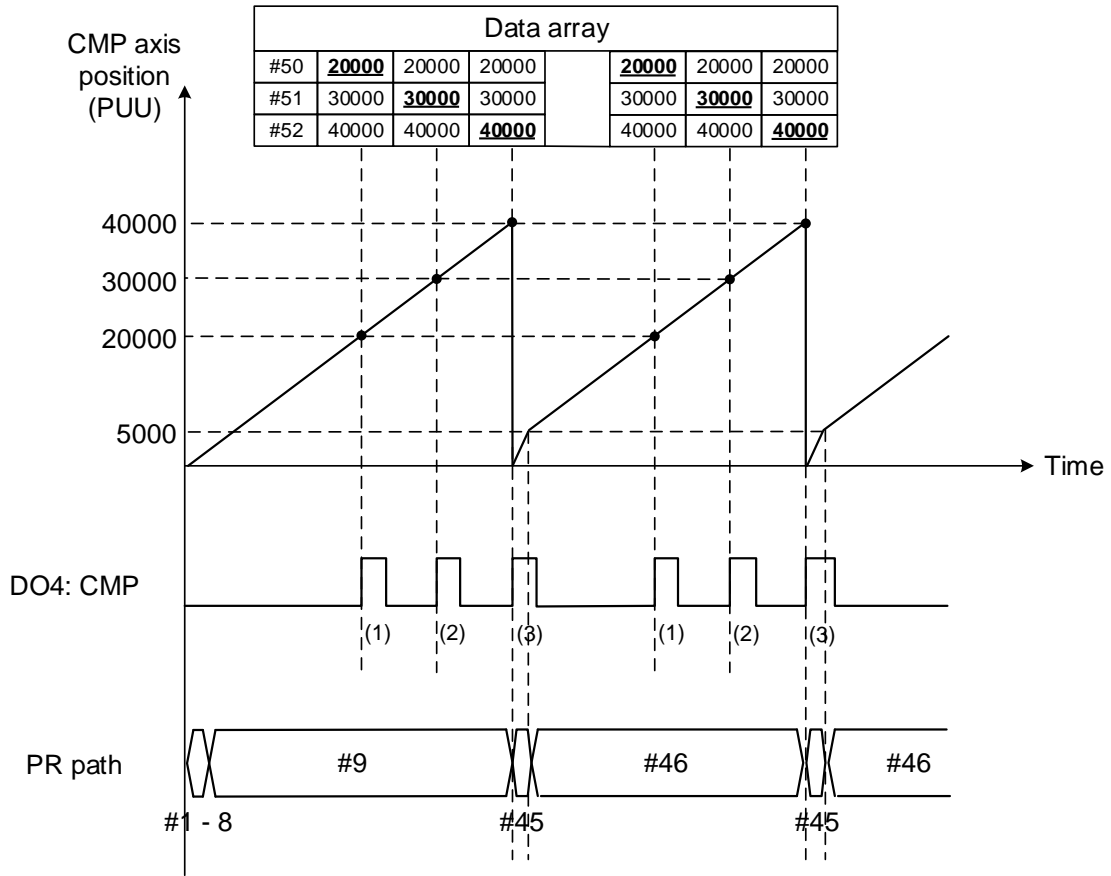 Data array
CMP axis
position
(PUU)
#50 20000 20000 20000 20000 20000 20000
#51 30000 30000 30000 30000 30000 30000
#52 40000 40000 40000 40000 40000 40000
40000
30000
20000
5000
Time
DO4: CMP
(1) (2) (3) (1) (2) (3)
PR path
#9 #46 #46
#1 - 8 #45 #45